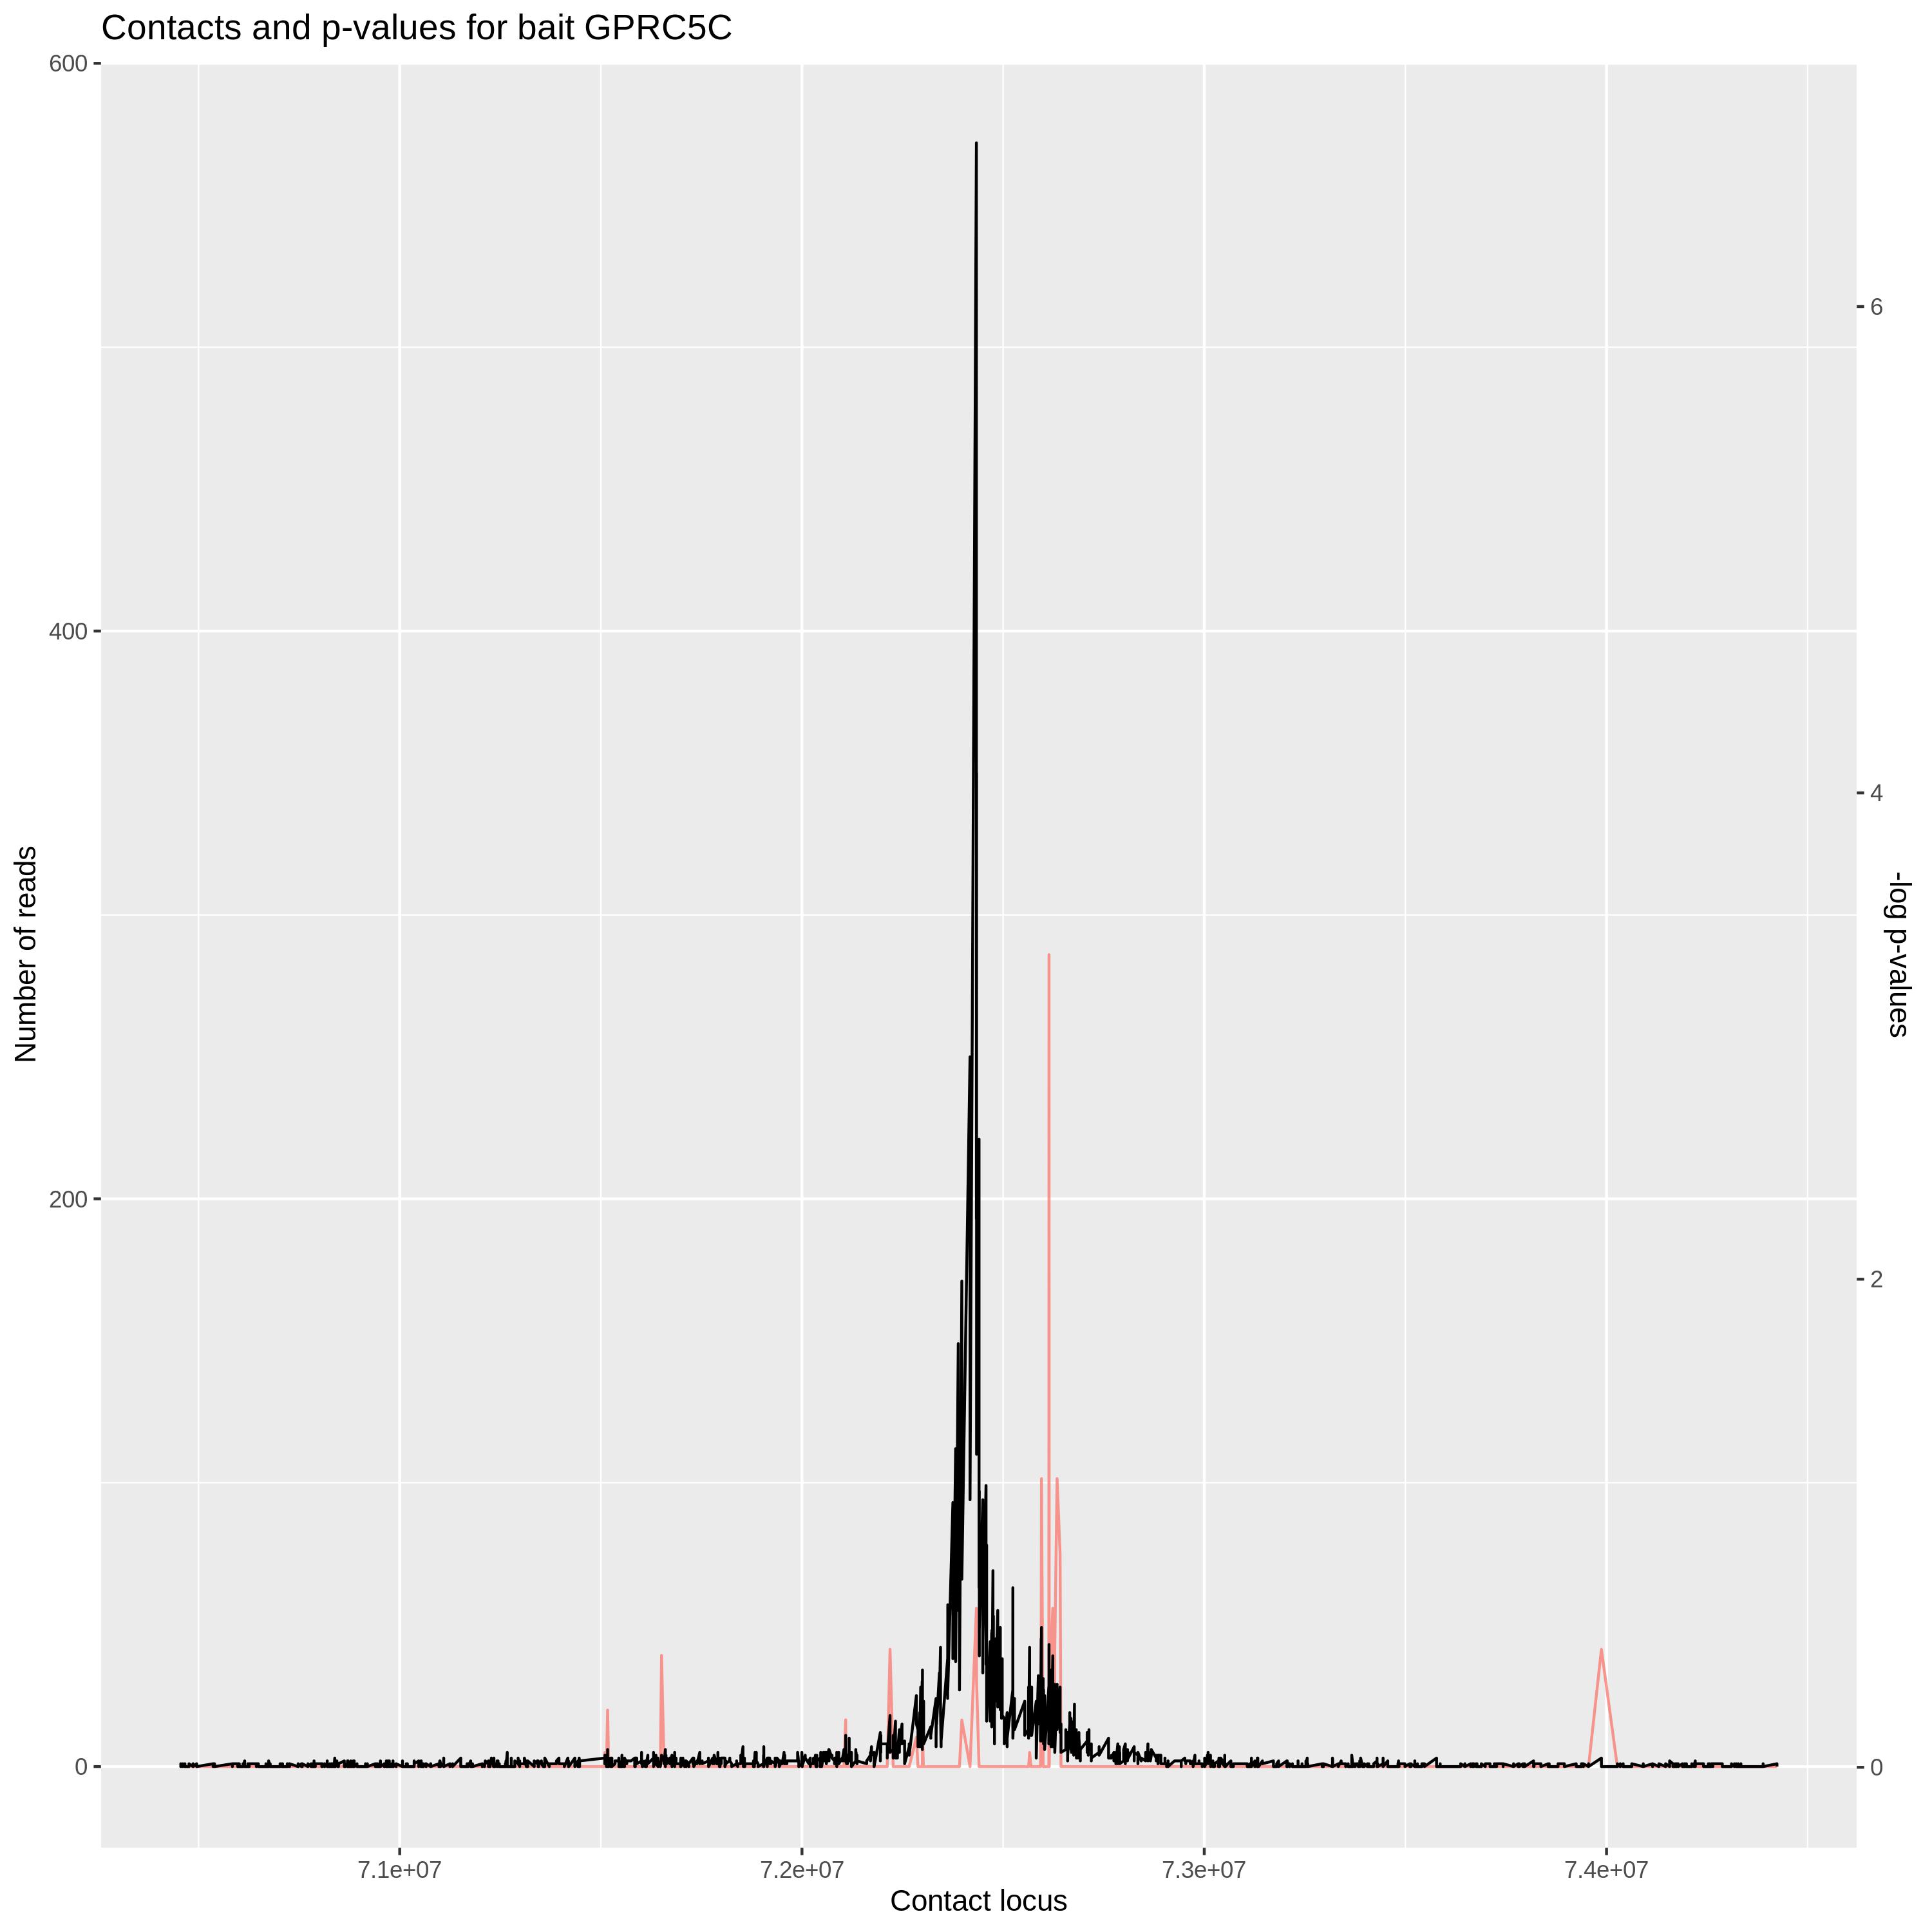 Contacts and p-values for bait GPRC5C
600
400
200
0
Number of reads
6
4
2
0
-log p-values
7.1e+07
7.2e+07
7.3e+07
7.4e+07
Contact locus